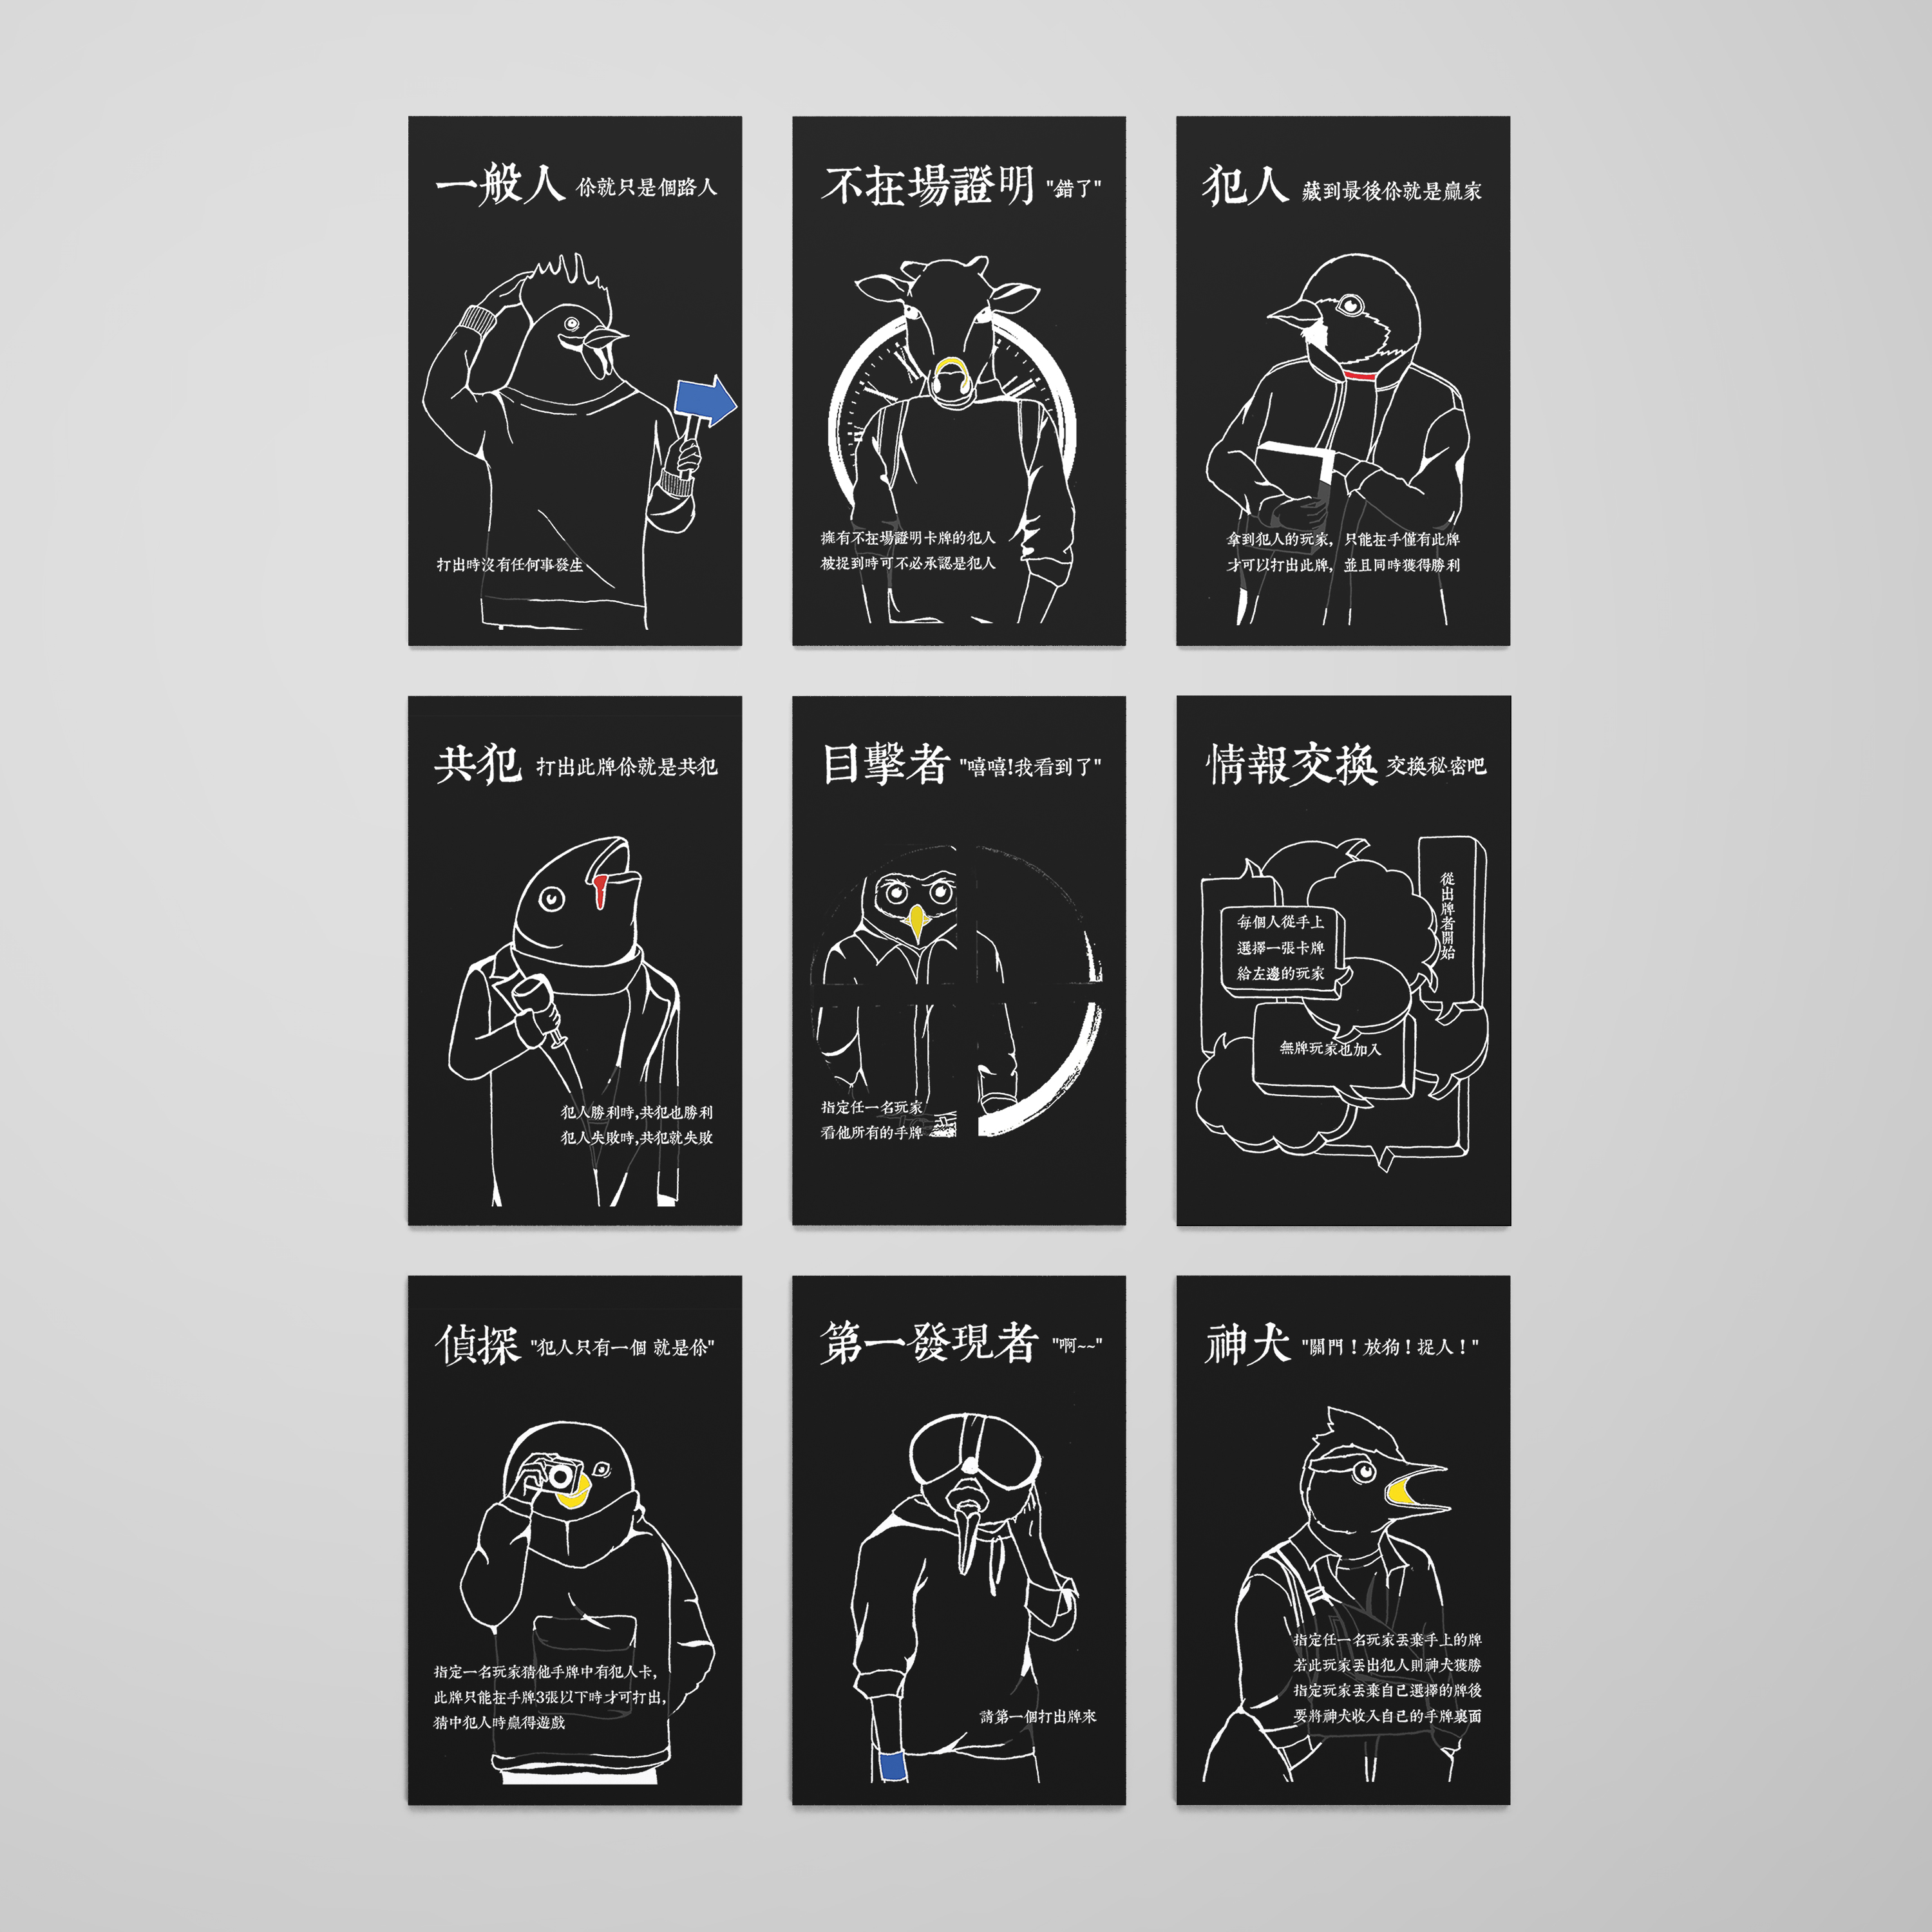 一般人 你就只是個路人
打出時沒有任何事發生
不在場證明 "錯了"
擁有不在場證明卡牌的犯人
被捉到時可不必承認是犯人
犯人 藏到最後你就是贏家
拿到犯人的玩家，只能在手僅有此牌
才可以打出此牌，並且同時獲得勝利
共犯 打出此牌你就是共犯
犯人勝利時,共犯也勝利
犯人失敗時,共犯就失敗
目擊者 "嘻嘻!我看到了"
指定任一名玩家
看他所有的手牌
情報交換 交換秘密吧
從出牌者開始
每個人從手上
選擇一張卡牌
給左邊的玩家
無牌玩家也加入
偵探 "犯人只有一個 就是你"
指定一名玩家猜他手牌中有犯人卡，
此牌只能在手牌3張以下時才可打出，
猜中犯人時贏得遊戲
第一發現者 "啊~~"
請第一個打出牌來
神犬 "關門！放狗！捉人！"
指定任一名玩家丟棄手上的牌
若此玩家丟出犯人則神犬獲勝
指定玩家丟棄自己選擇的牌後
要將神犬收入自己的手牌裏面